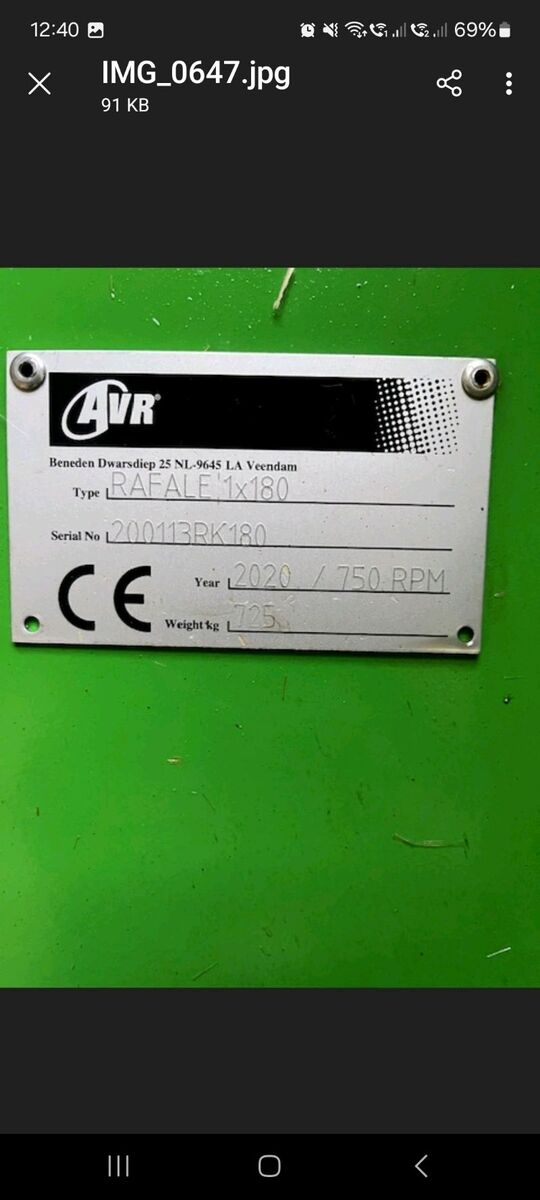 12:40
69%
IMG_0647.jpg
91 KB
AVR®
Beneden Dwarsdiep 25 NL-9645 LA Veendam
Type RAFALE 1x180
Serial No 200113RK180
CE
Year 2020 / 750 RPM
Weight kg 725